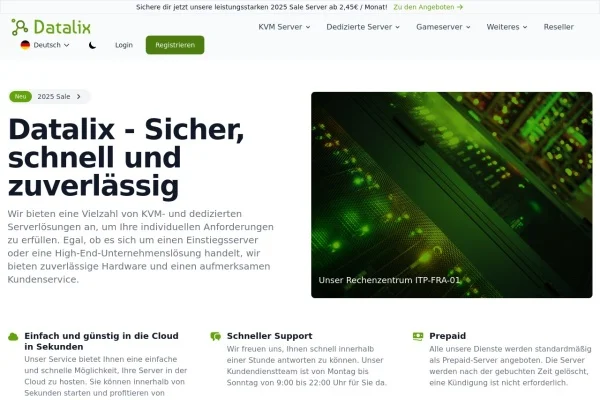 Sichere dir jetzt unsere leistungsstarken 2025 Sale Server ab 2,45€ / Monat! Zu den Angeboten →
Datalix
KVM Server
Dedizierte Server
Gameserver
Weiteres
Reseller
Deutsch
Login
Registrieren
Neu
2025 Sale
Datalix - Sicher,
schnell und
zuverlässig
Wir bieten eine Vielzahl von KVM- und dedizierten
Serverlösungen an, um Ihre individuellen Anforderungen
zu erfüllen. Egal, ob es sich um einen Einstiegsserver
oder eine High-End-Unternehmenslösung handelt, wir
bieten zuverlässige Hardware und einen aufmerksamen
Kundenservice.
Unser Rechenzentrum ITP-FRA-01
Einfach und günstig in die Cloud
in Sekunden
Unser Service bietet Ihnen eine einfache
und schnelle Möglichkeit, Ihre Server in
der Cloud zu hosten. Sie können innerhalb von
Sekunden starten und profitieren von
Schneller Support
Wir freuen uns, Ihnen schnell innerhalb
einer Stunde antworten zu können. Unser
Kundendienstteam ist von Montag bis
Sonntag von 9:00 bis 22:00 Uhr für Sie da.
Prepaid
Alle unsere Dienste werden standardmäßig
als Prepaid-Server angeboten. Die Server
werden nach der gebuchten Zeit gelöscht,
eine Kündigung ist nicht erforderlich.